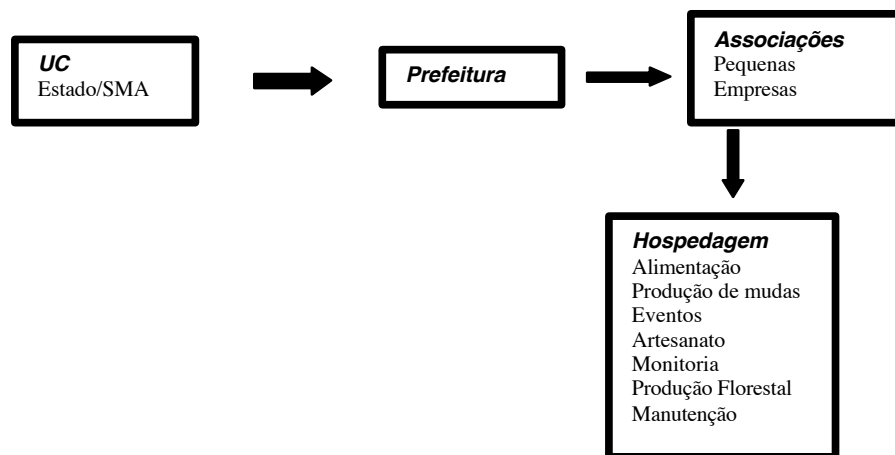 UC
Estado/SMA
Prefeitura
Associações
Pequenas
Empresas
Hospedagem
Alimentação
Produção de mudas
Eventos
Artesanato
Monitoria
Produção Florestal
Manutenção